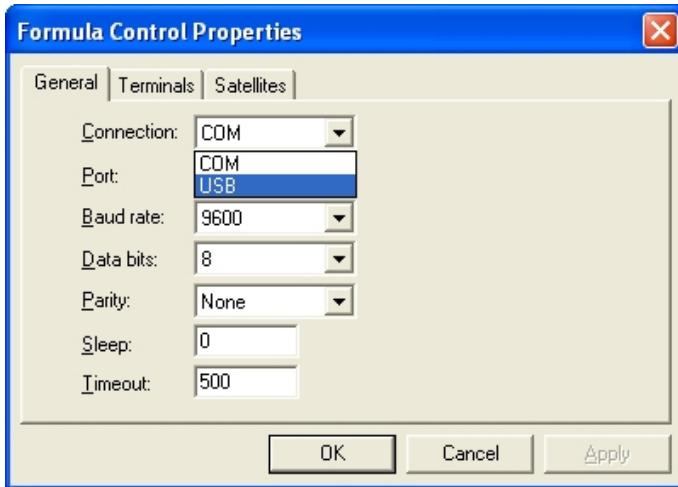 Formula Control Properties
General Terminals Satellites
Connection: COM
COM
Port:
USB
Baud rate: 9600
Data bits: 8
Parity: None
Sleep: 0
Timeout: 500
OK Cancel Apply